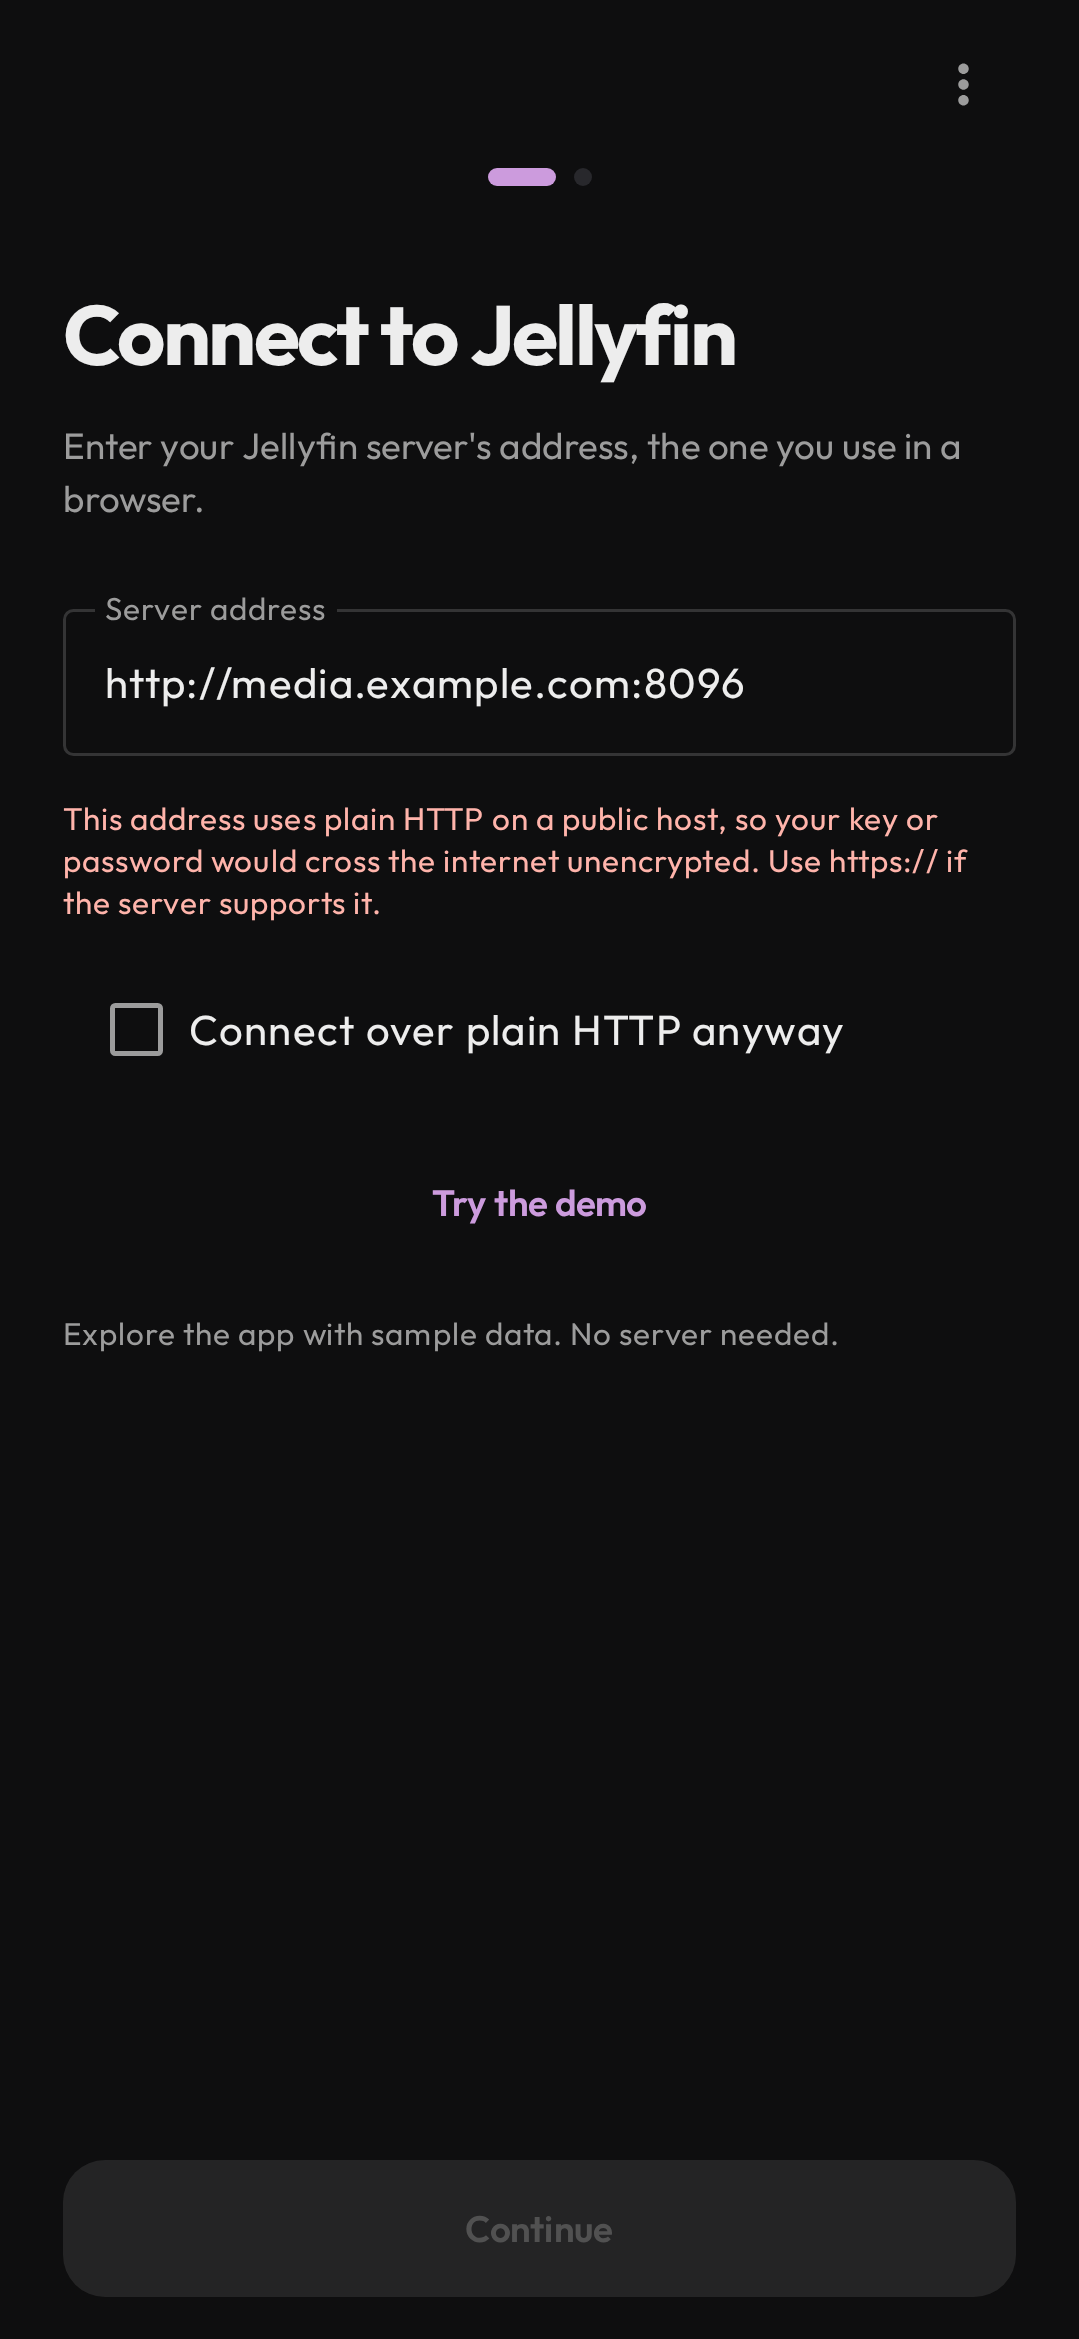 Connect to Jellyfin
Enter your Jellyfin server's address, the one you use in a
browser.
Server address
http://media.example.com:8096
This address uses plain HTTP on a public host, so your key or
password would cross the internet unencrypted. Use https:// if
the server supports it.
Connect over plain HTTP anyway
Try the demo
Explore the app with sample data. No server needed.
Continue